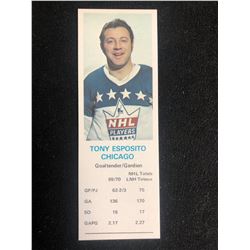 NHL
PLAYERS
TONY ESPOSITO
CHICAGO
Goaltender/Gardien
NHL Totals
69/70 LNH Totaux
GP/PJ 62-2/3 75
GA 136 170
SO 15 17
GAPG 2.17 2.27